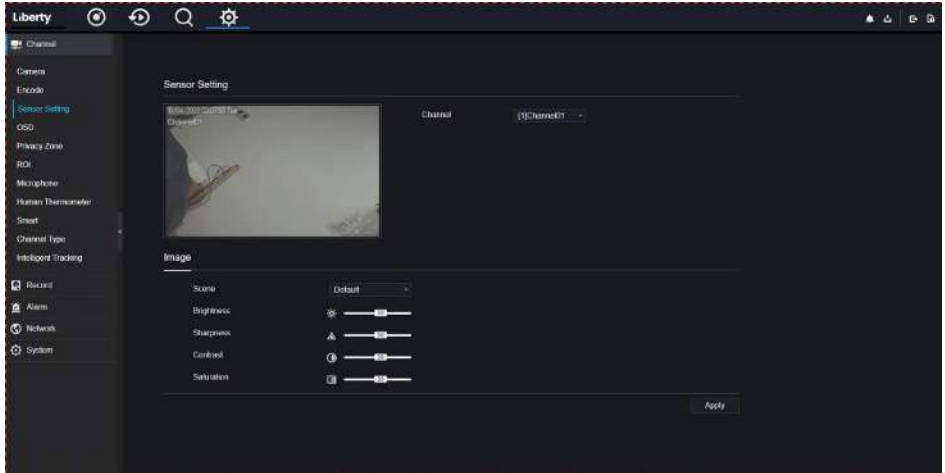 Liberty
Channel
Camera
Encode
Sensor Setting
OSD
Privacy Zone
ROI
Microphone
Human Thermometer
Smart
Channel Type
Intelligent Tracking
Record
Alarm
Network
System
Sensor Setting
Channel01
Channel
[1]Channel01
Image
Scene
Default
Brightness
Sharpness
Contrast
Saturation
Apply